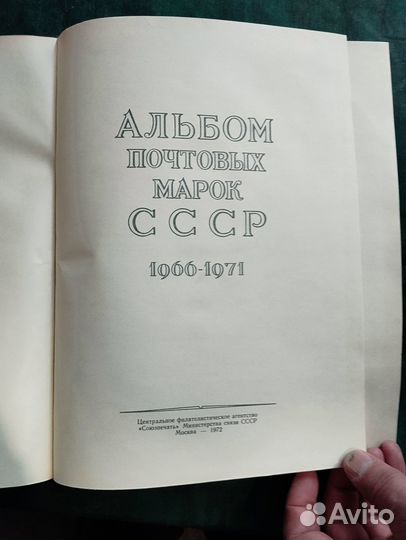 АЛЬБОМ
ПОЧТОВЫХ
МАРОК
СССР
1966-1971
Центральное филателистическое агентство
«Союзпечать» Министерства связи СССР
Москва — 1972
Avito